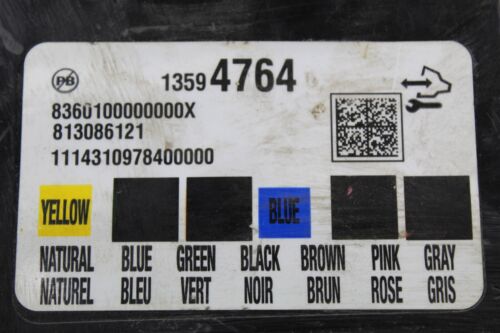 PB
1359 4764
8360100000000X
813086121
1114310978400000
YELLOW BLUE
NATURAL BLUE GREEN BLACK BROWN PINK GRAY
NATUREL BLEU VERT NOIR BRUN ROSE GRIS